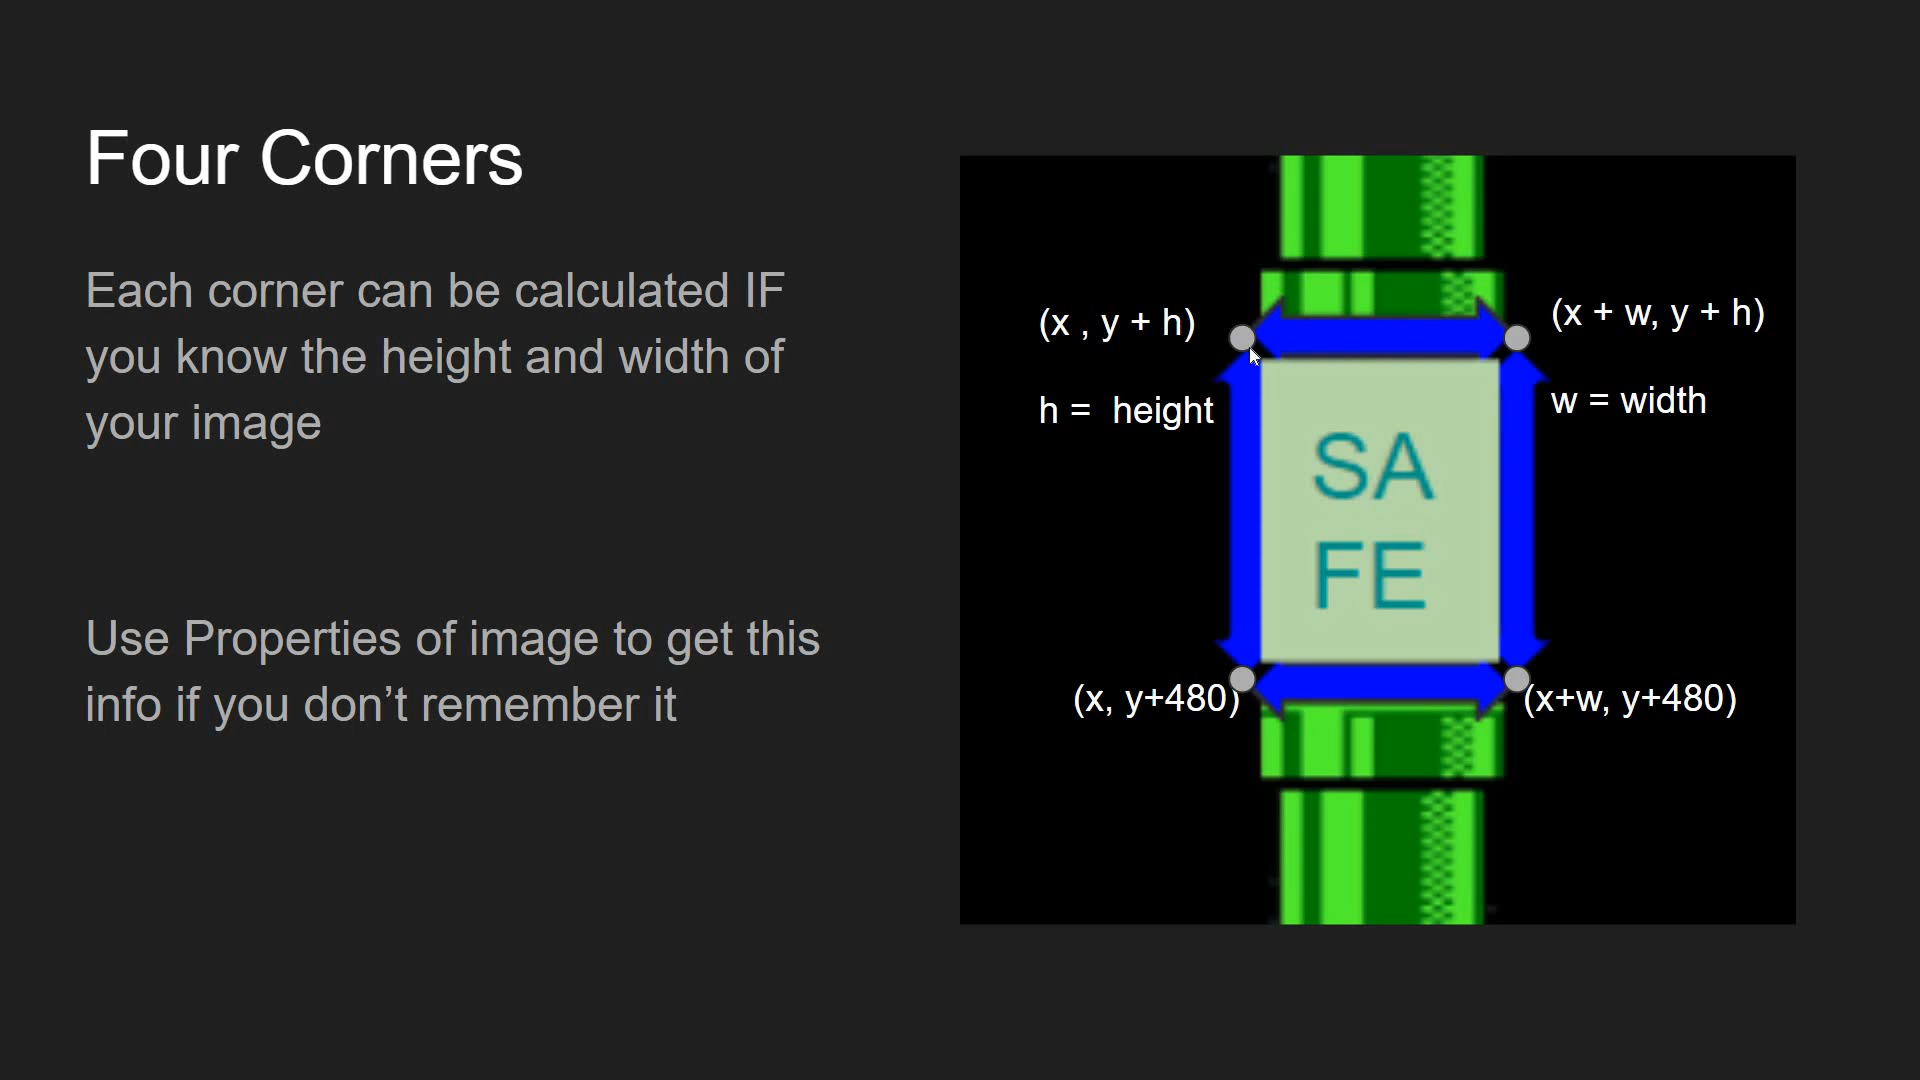 Four Corners
Each corner can be calculated IF
you know the height and width of
your image
Use Properties of image to get this
info if you don’t remember it
(x , y + h)
(x + w, y + h)
h =  height
w = width
SA
FE
(x, y+480)
(x+w, y+480)